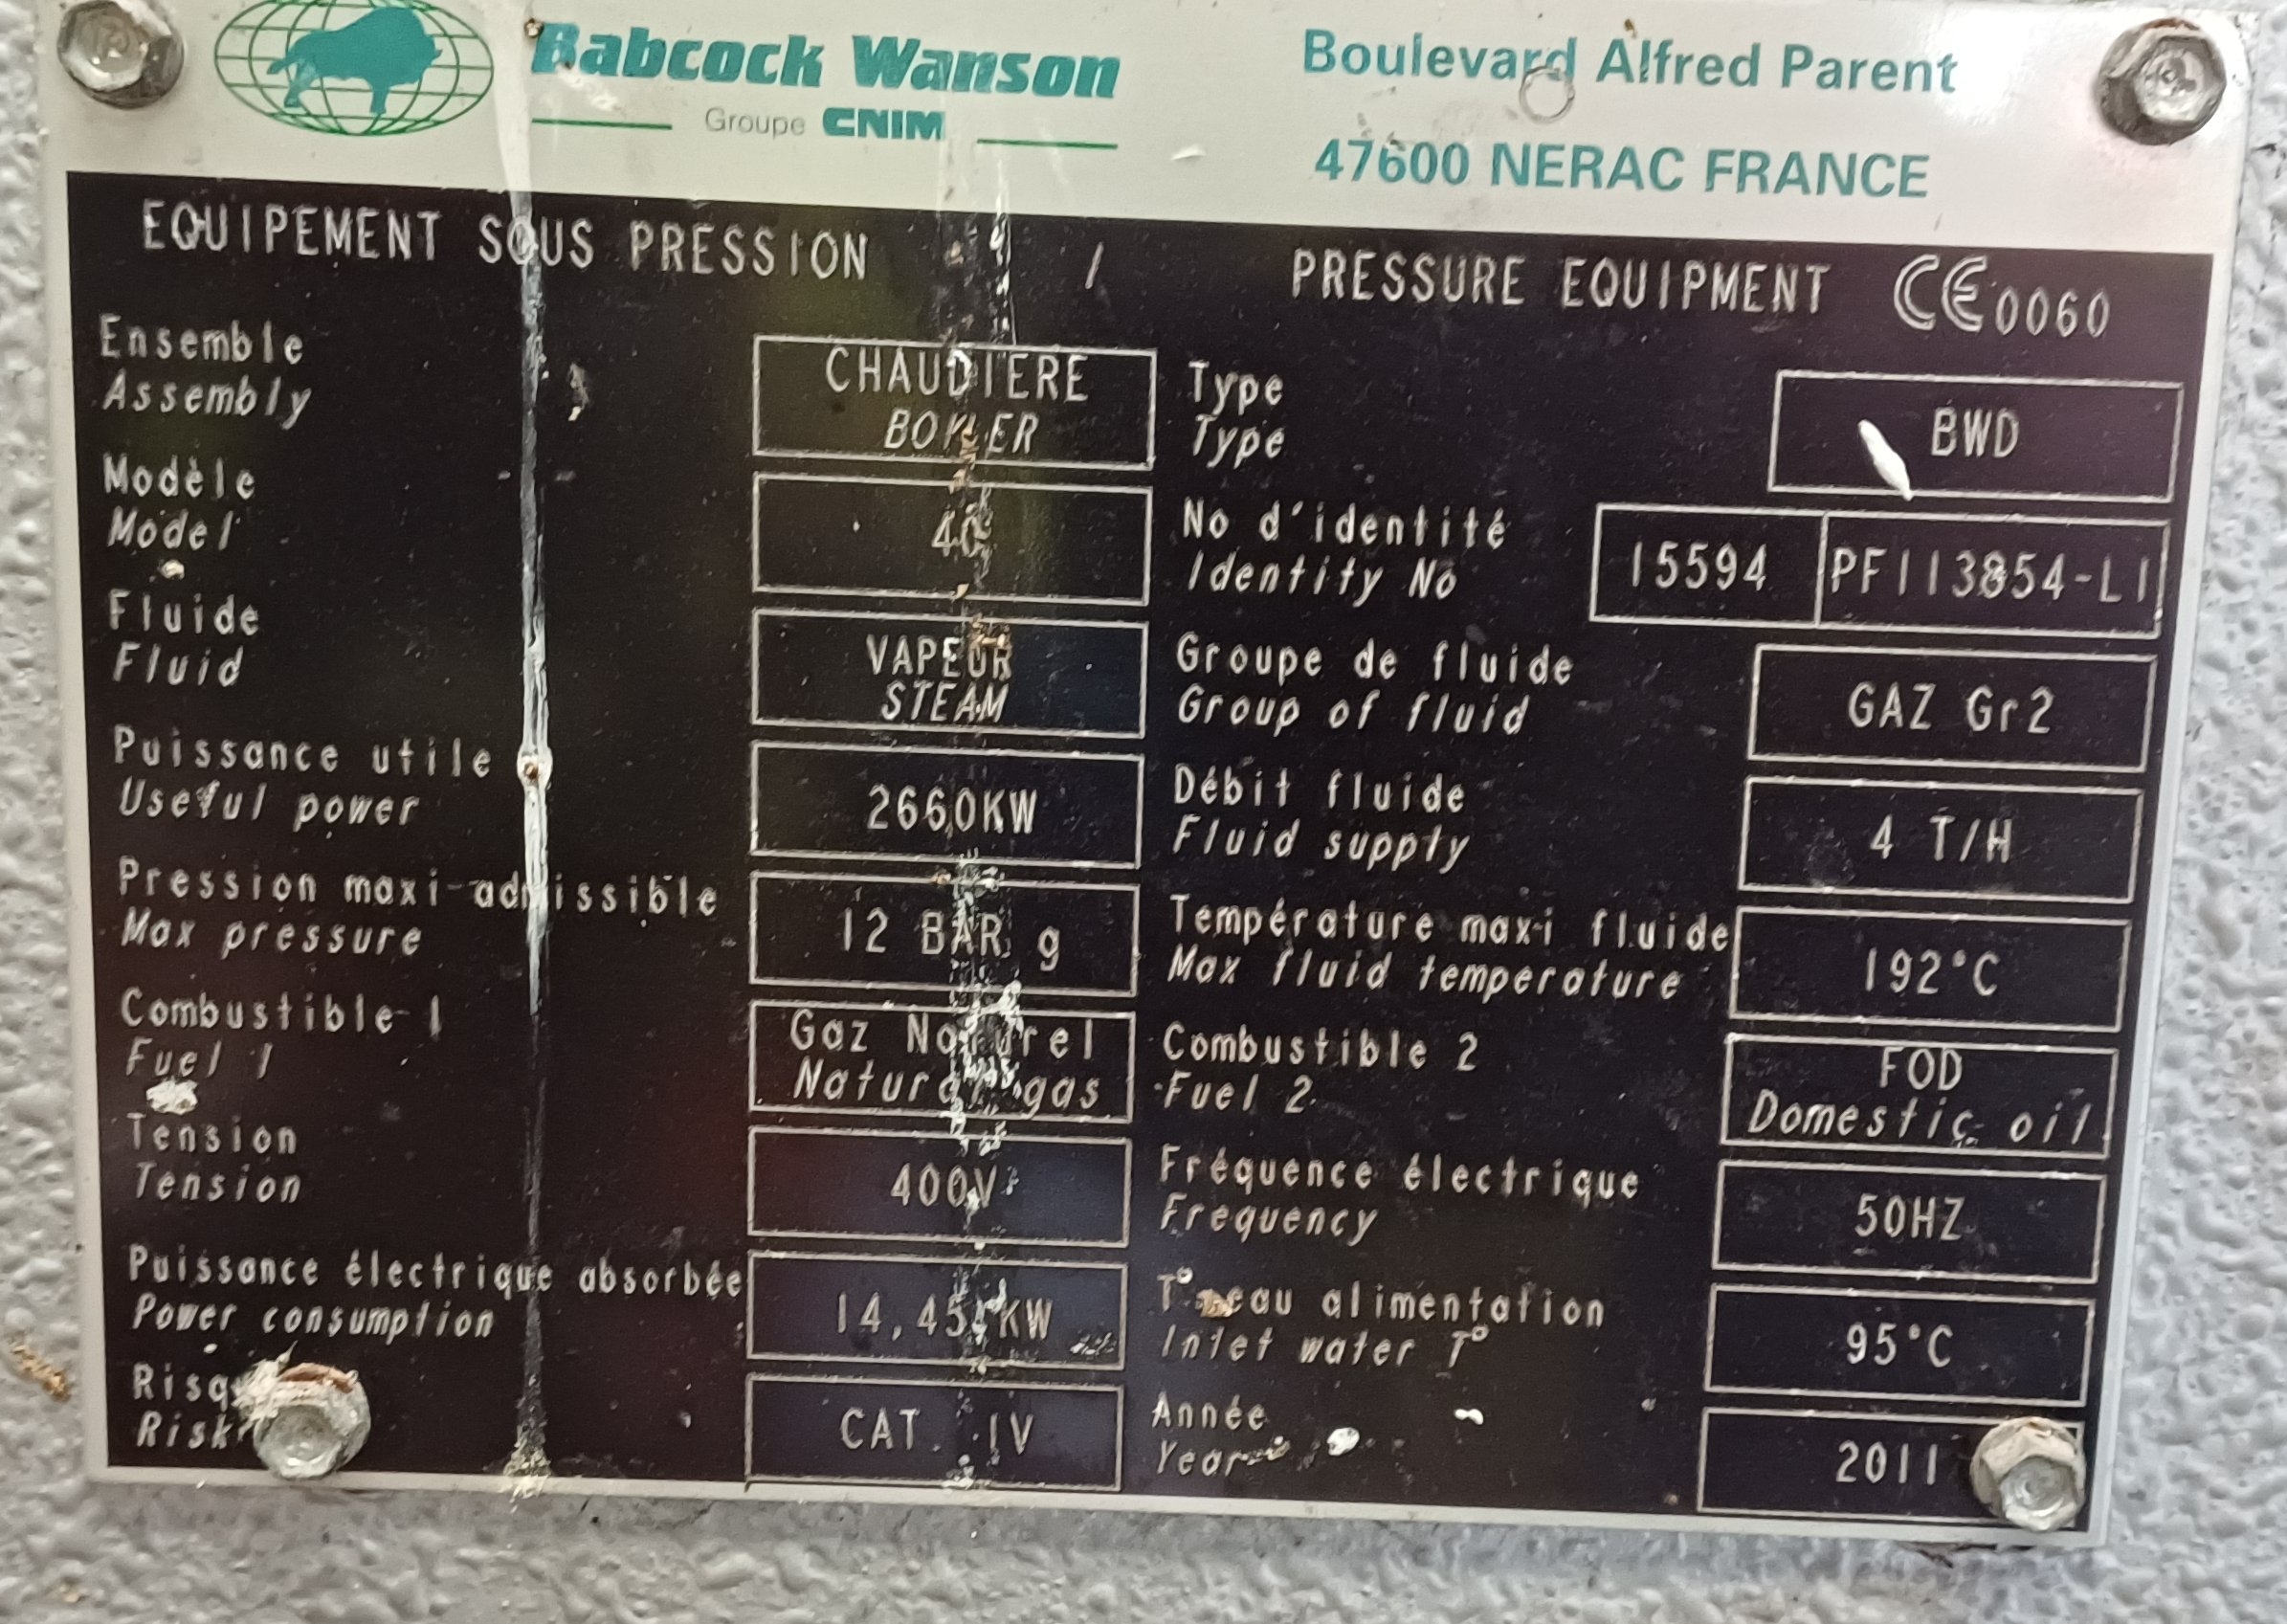 Babcock Wanson
Groupe CNIM
Boulevard Alfred Parent
47600 NERAC FRANCE
EQUIPEMENT SOUS PRESSION / PRESSURE EQUIPMENT CE 0060
Ensemble
Assembly
CHAUDIERE
BOILER
Type
Type
BWD
Modèle
Model
40
No d'identité
Identity No
15594 PF113854-L1
Fluide
Fluid
VAPEUR
STEAM
Groupe de fluide
Group of fluid
GAZ Gr2
Puissance utile
Useful power
2660KW
Débit fluide
Fluid supply
4 T/H
Pression maxi admissible
Max pressure
12 BAR g
Température maxi fluide
Max fluid temperature
192°C
Combustible 1
Fuel 1
Gaz Naturel
Natural gas
Combustible 2
Fuel 2
FOD
Domestic oil
Tension
Tension
400V
Fréquence électrique
Frequency
50HZ
Puissance électrique absorbée
Power consumption
KW
T° eau alimentation
Inlet water T°
95°C
Risk
CAT. IV
Année
Year
2011